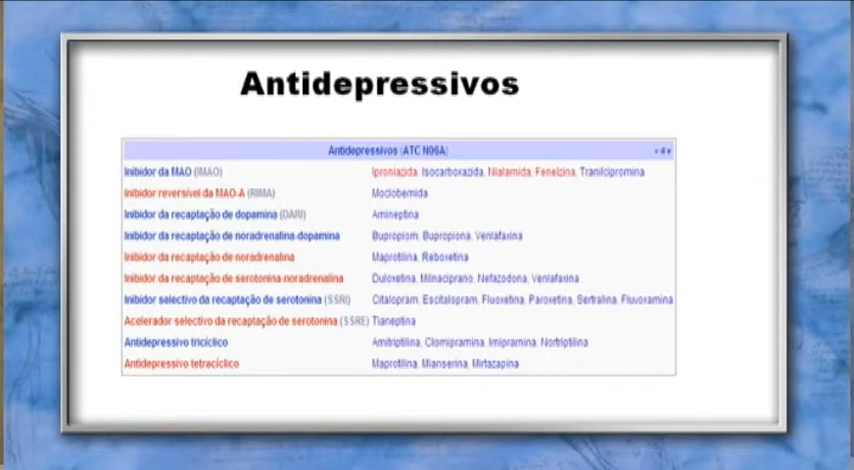 Antidepressivos
Antidepressivos (ATC N06A) v d e
Inibidor da MAO (IMAO) Iproniazida, Isocarboxazida, Nialamida, Fenelzina, Tranilcipromina
Inibidor reversível da MAO-A (RIMA) Moclobemida
Inibidor da recaptação de dopamina (DARI) Amineptina
Inibidor da recaptação de noradrenalina-dopamina Bupropiom, Bupropiona, Venlafaxina
Inibidor da recaptação de noradrenalina Maprotilina, Reboxetina
Inibidor da recaptação de serotonina-noradrenalina Duloxetina, Milnaciprano, Nefazodona, Venlafaxina
Inibidor selectivo da recaptação de serotonina (SSRI) Citalopram, Escitalopram, Fluoxetina, Paroxetina, Sertralina, Fluvoxamina
Acelerador selectivo da recaptação de serotonina (SSRE) Tianeptina
Antidepressivo tricíclico Amitriptilina, Clomipramina, Imipramina, Nortriptilina
Antidepressivo tetracíclico Maprotilina, Mianserina, Mirtazapina